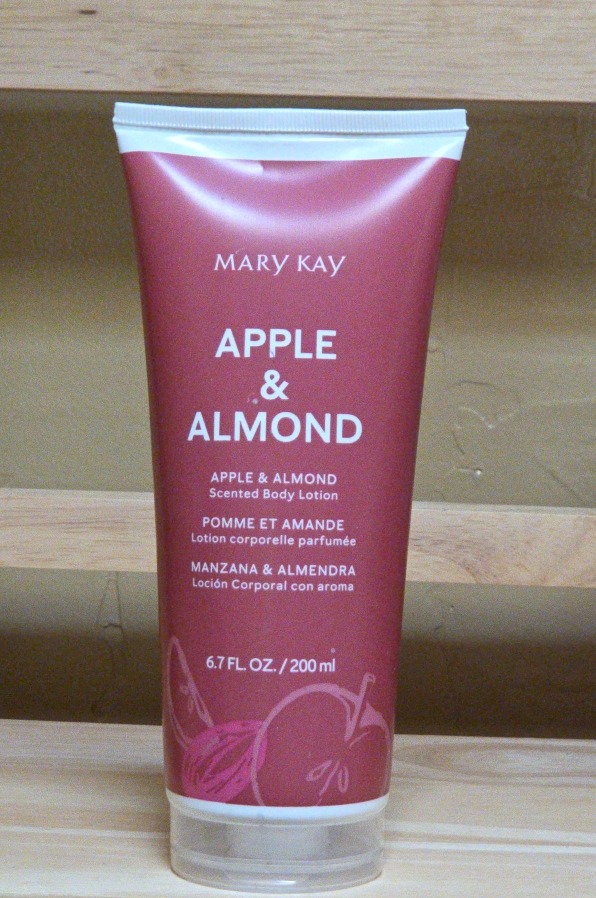 MARY KAY
APPLE
&
ALMOND
APPLE & ALMOND
Scented Body Lotion
POMME ET AMANDE
Lotion corporelle parfumée
MANZANA & ALMENDRA
Loción Corporal con aroma
6.7 FL. OZ. / 200 ml